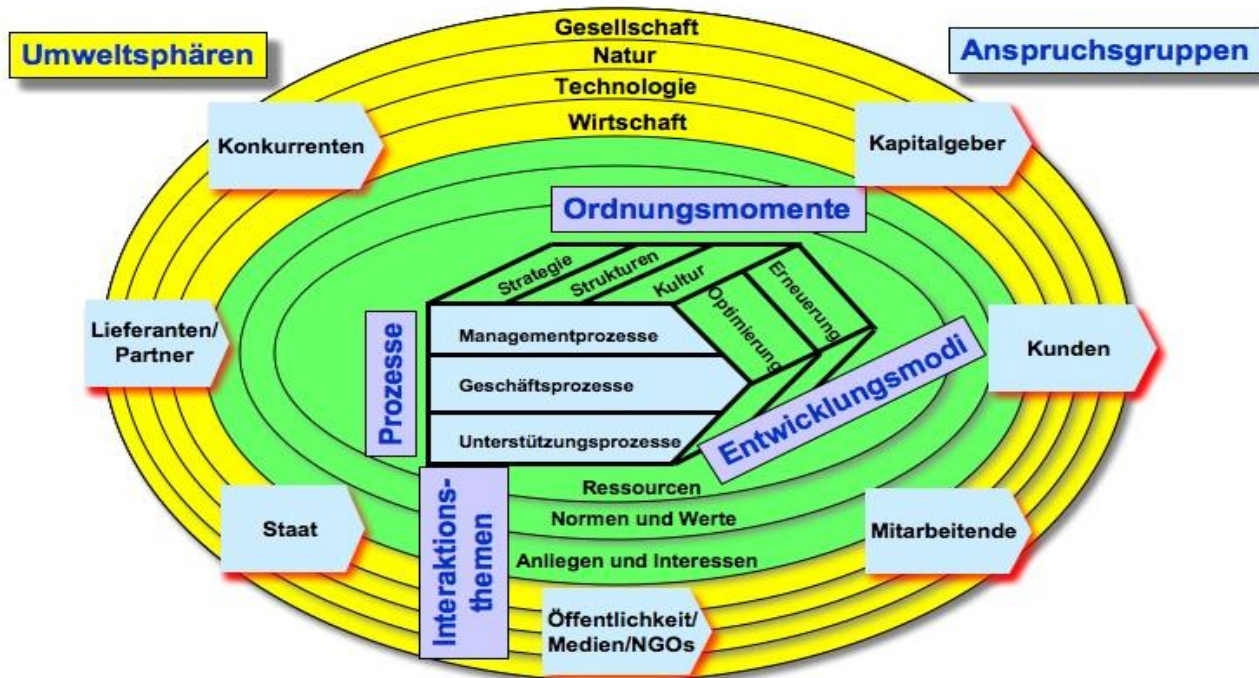 Gesellschaft
Umweltsphären
Anspruchsgruppen
Natur
Technologie
Wirtschaft
Konkurrenten
Kapitalgeber
Ordnungsmomente
Strategie
Strukturen
Kultur
Optimierung
Erneuerung
Lieferanten/
Partner
Prozesse
Managementprozesse
Geschäftsprozesse
Unterstützungsprozesse
Entwicklungsmodi
Kunden
Interaktions-
themen
Ressourcen
Normen und Werte
Anliegen und Interessen
Staat
Mitarbeitende
Öffentlichkeit/
Medien/NGOs